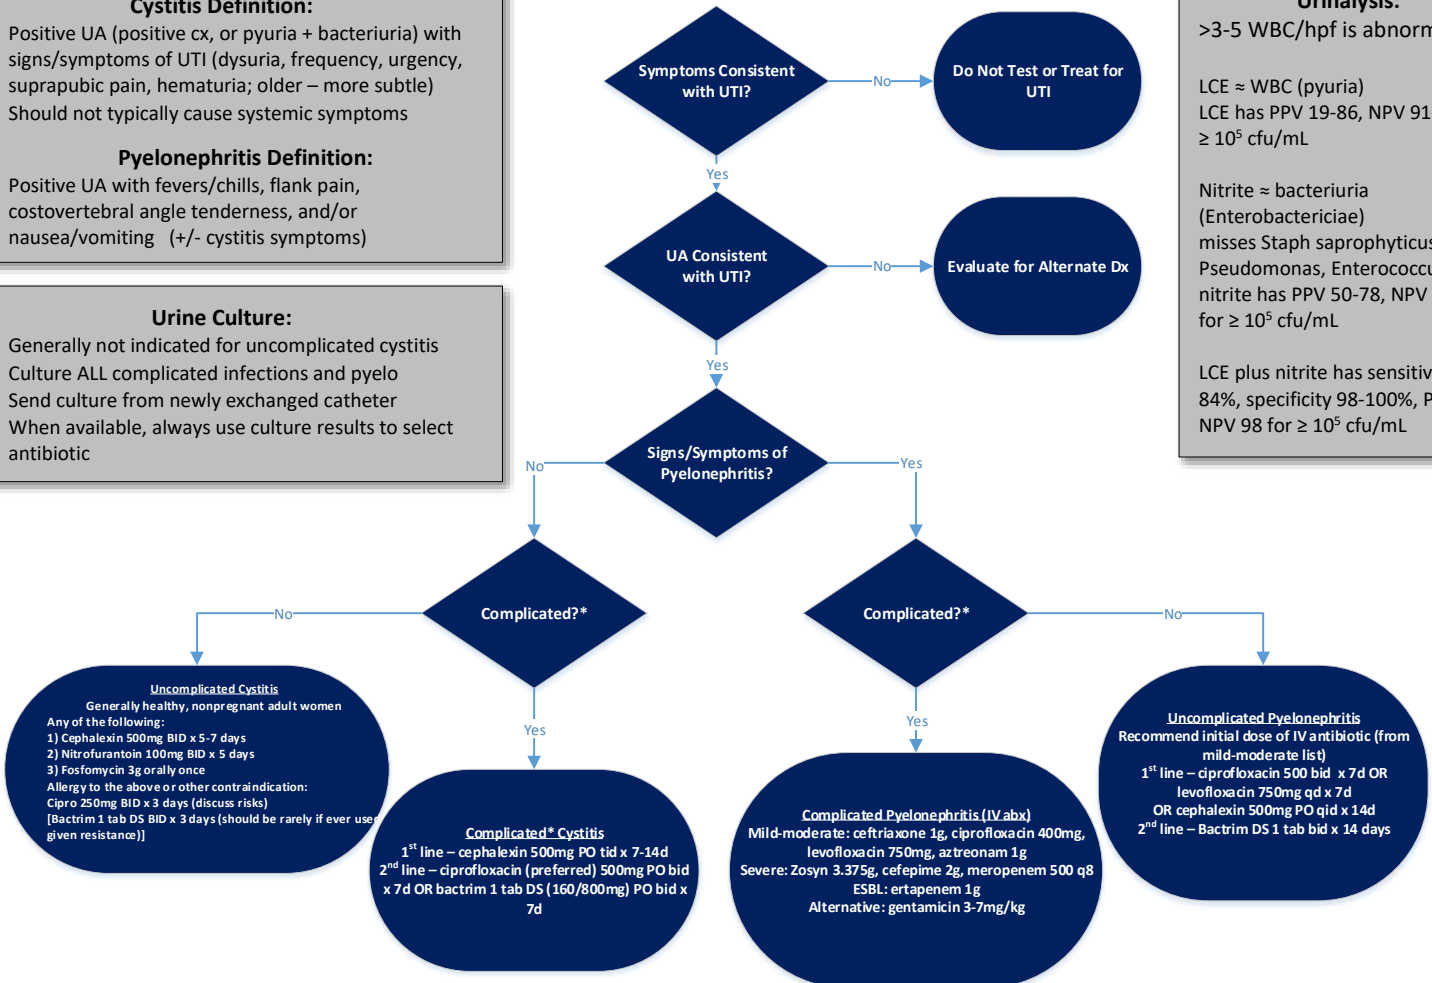 Cystitis Definition:
Positive UA (positive cx, or pyuria + bacteriuria) with
signs/symptoms of UTI (dysuria, frequency, urgency,
suprapubic pain, hematuria; older – more subtle)
Should not typically cause systemic symptoms
Pyelonephritis Definition:
Positive UA with fevers/chills, flank pain,
costovertebral angle tenderness, and/or
nausea/vomiting (+/- cystitis symptoms)
Urine Culture:
Generally not indicated for uncomplicated cystitis
Culture ALL complicated infections and pyelo
Send culture from newly exchanged catheter
When available, always use culture results to select
antibiotic
Symptoms Consistent
with UTI?
No
Do Not Test or Treat for
UTI
Yes
UA Consistent
with UTI?
No
Evaluate for Alternate Dx
Yes
Signs/Symptoms of
Pyelonephritis?
No
Yes
Urinalysis:
>3-5 WBC/hpf is abnorm
LCE ≈ WBC (pyuria)
LCE has PPV 19-86, NPV 91
≥ 10⁵ cfu/mL
Nitrite ≈ bacteriuria
(Enterobactericiae)
misses Staph saprophyticus
Pseudomonas, Enterococcu
nitrite has PPV 50-78, NPV
for ≥ 10⁵ cfu/mL
LCE plus nitrite has sensitiv
84%, specificity 98-100%, P
NPV 98 for ≥ 10⁵ cfu/mL
Complicated?*
No
Yes
Complicated?*
No
Yes
Uncomplicated Cystitis
Generally healthy, nonpregnant adult women
Any of the following:
1) Cephalexin 500mg BID x 5-7 days
2) Nitrofurantoin 100mg BID x 5 days
3) Fosfomycin 3g orally once
Allergy to the above or other contraindication:
Cipro 250mg BID x 3 days (discuss risks)
[Bactrim 1 tab DS BID x 3 days (should be rarely if ever used
given resistance)]
Complicated* Cystitis
1st line – cephalexin 500mg PO tid x 7-14d
2nd line – ciprofloxacin (preferred) 500mg PO bid
x 7d OR bactrim 1 tab DS (160/800mg) PO bid x
7d
Complicated Pyelonephritis (IV abx)
Mild-moderate: ceftriaxone 1g, ciprofloxacin 400mg,
levofloxacin 750mg, aztreonam 1g
Severe: Zosyn 3.375g, cefepime 2g, meropenem 500 q8
ESBL: ertapenem 1g
Alternative: gentamicin 3-7mg/kg
Uncomplicated Pyelonephritis
Recommend initial dose of IV antibiotic (from
mild-moderate list)
1st line – ciprofloxacin 500 bid x 7d OR
levofloxacin 750mg qd x 7d
OR cephalexin 500mg PO qid x 14d
2nd line – Bactrim DS 1 tab bid x 14 days